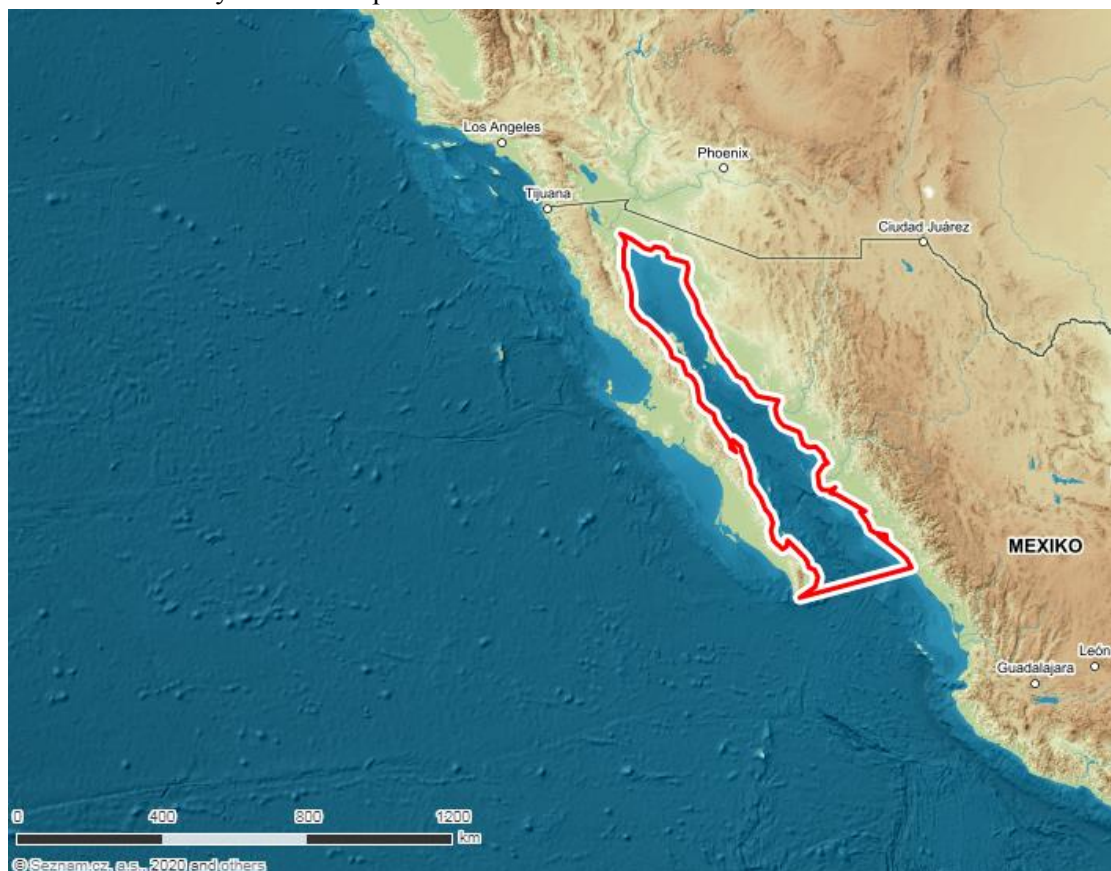 Los Angeles
Phoenix
Tijuana
Ciudad Juárez
MEXIKO
León
Guadalajara
0 400 800 1200
km
© Seznam.cz, a.s., 2020 and others